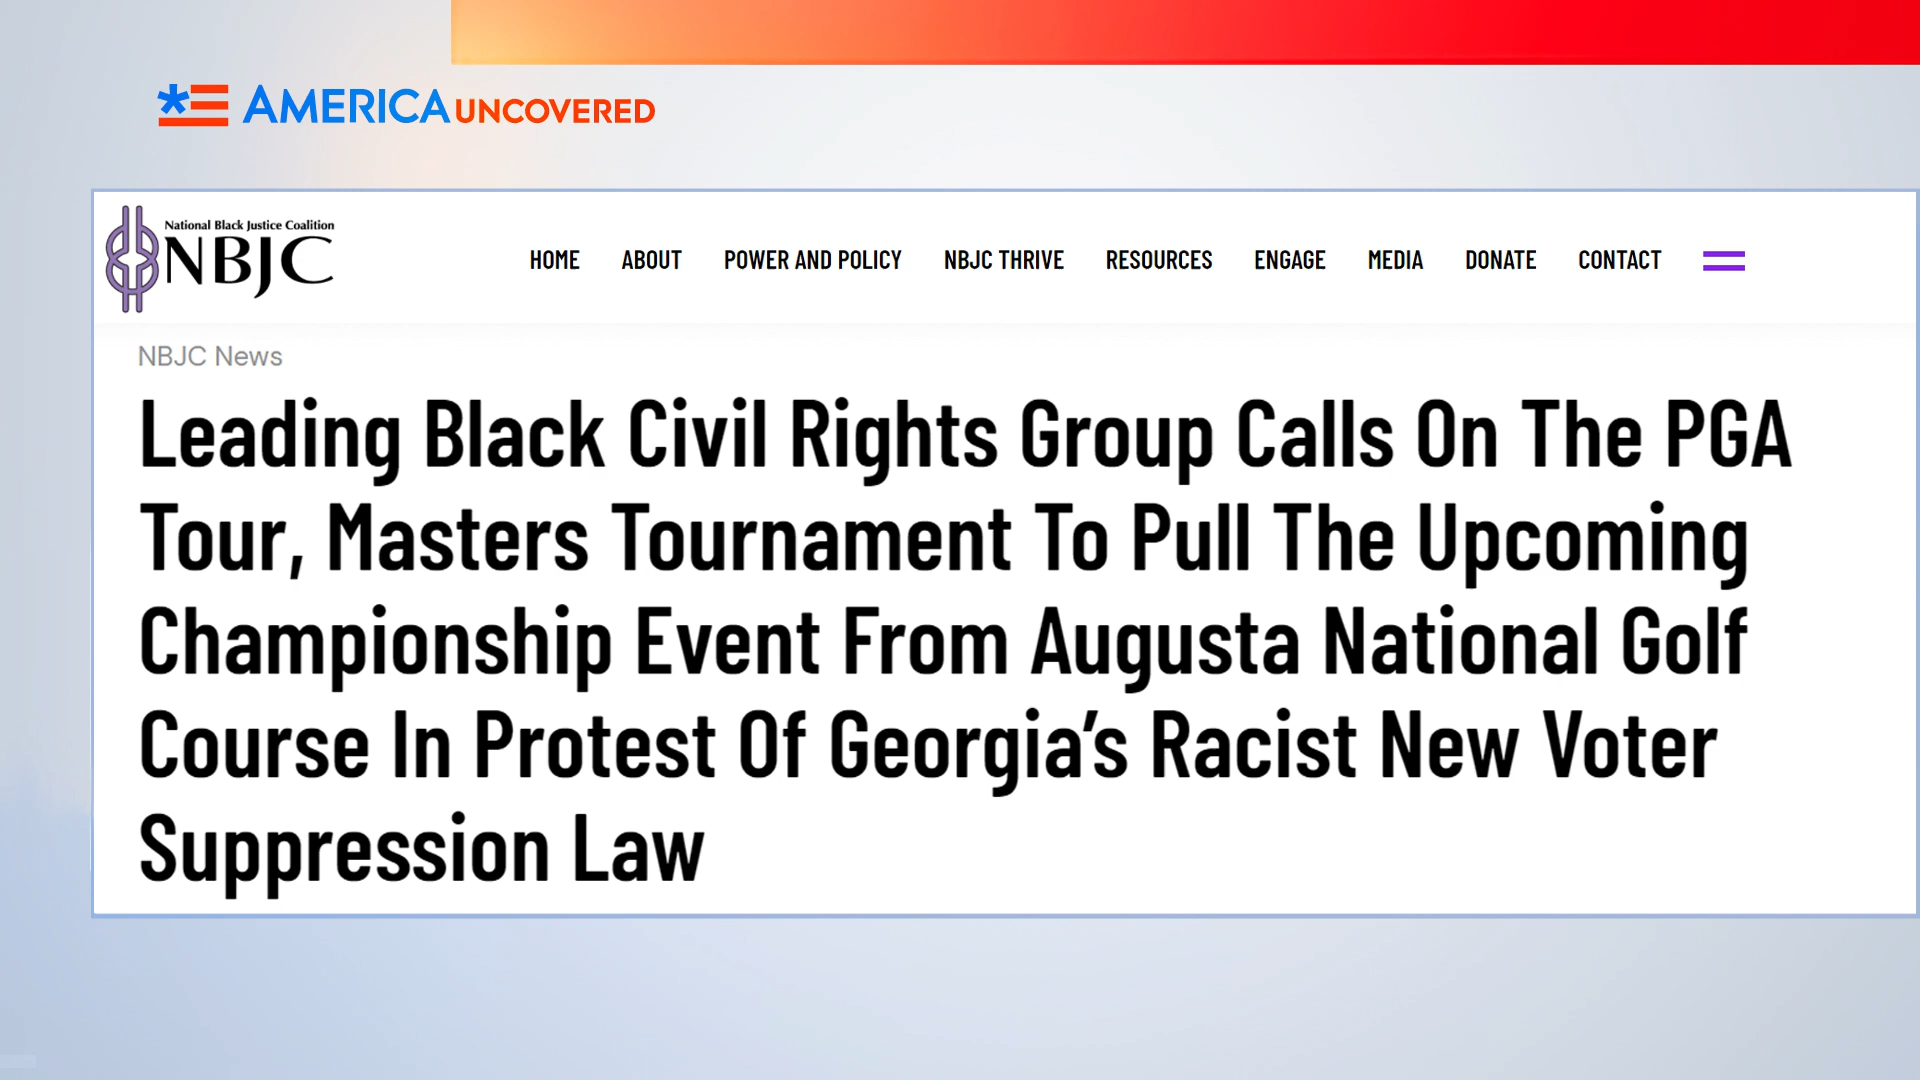 AMERICA UNCOVERED
National Black Justice Coalition
NBJC
HOME ABOUT POWER AND POLICY NBJC THRIVE RESOURCES ENGAGE MEDIA DONATE CONTACT
NBJC News
Leading Black Civil Rights Group Calls On The PGA
Tour, Masters Tournament To Pull The Upcoming
Championship Event From Augusta National Golf
Course In Protest Of Georgia’s Racist New Voter
Suppression Law